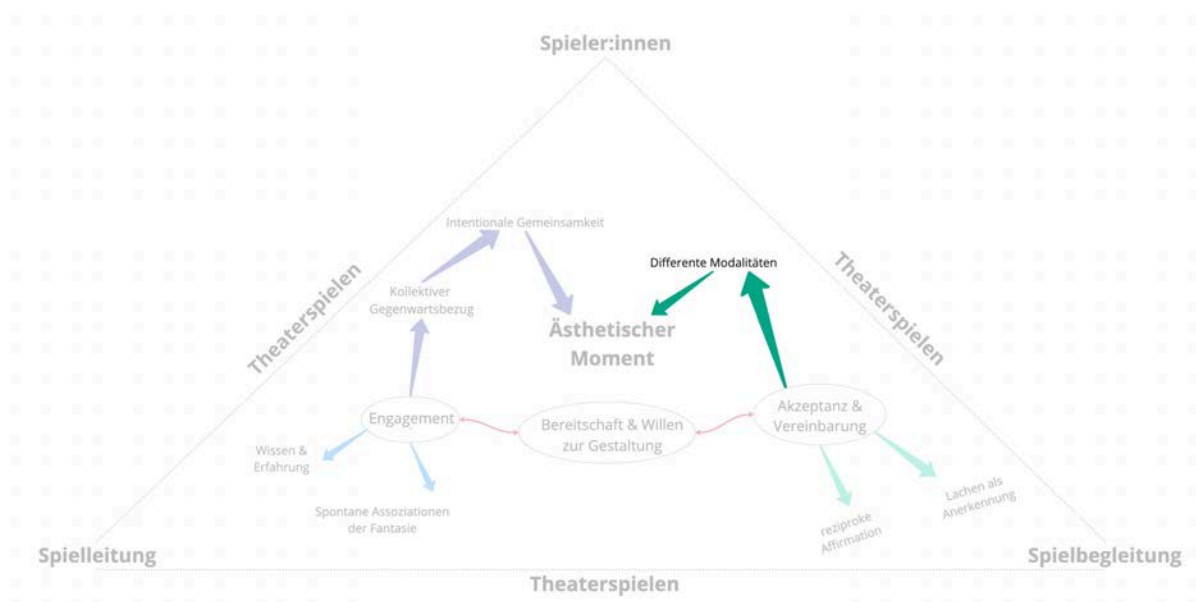 Spieler:innen
Intentionale Gemeinsamkeit
Differente Modalitäten
Theaterspielen
Theaterspielen
Kollektiver
Gegenwartsbezug
Ästhetischer
Moment
Engagement
Bereitschaft & Willen
zur Gestaltung
Akzeptanz &
Vereinbarung
Wissen &
Erfahrung
Spontane Assoziationen
der Fantasie
reziproke
Affirmation
Lachen als
Anerkennung
Spielleitung
Spielbegleitung
Theaterspielen